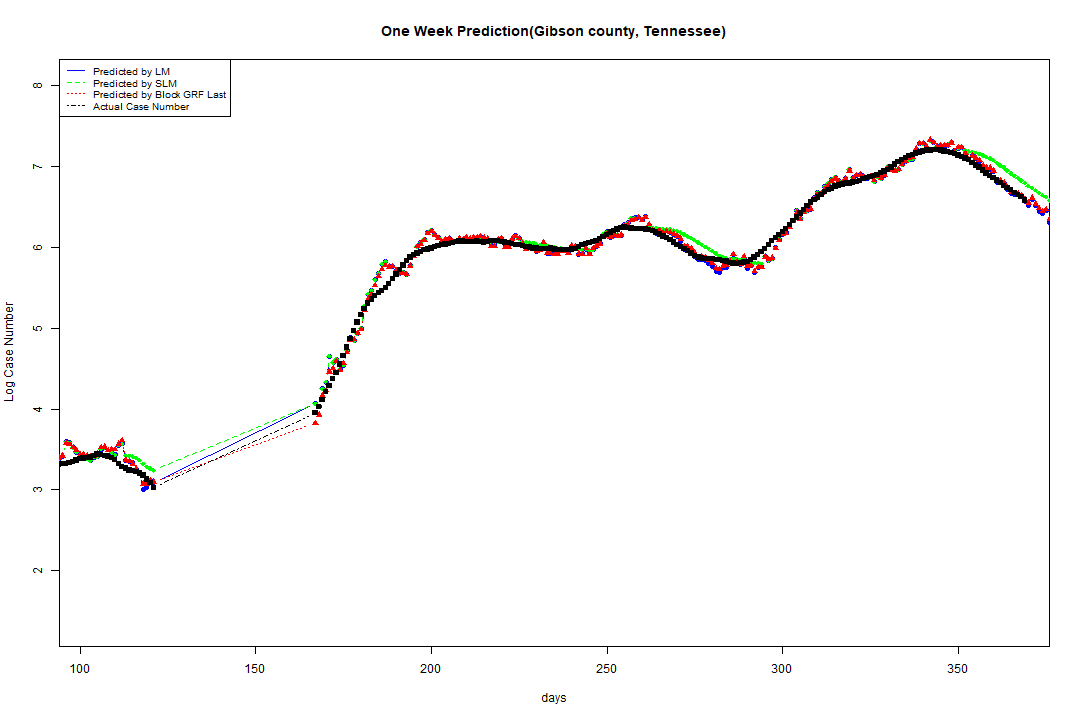 One Week Prediction(Gibson county, Tennessee)
Predicted by LM
Predicted by SLM
Predicted by Block GRF Last
Actual Case Number
8
7
6
5
4
3
2
Log Case Number
100 150 200 250 300 350
days